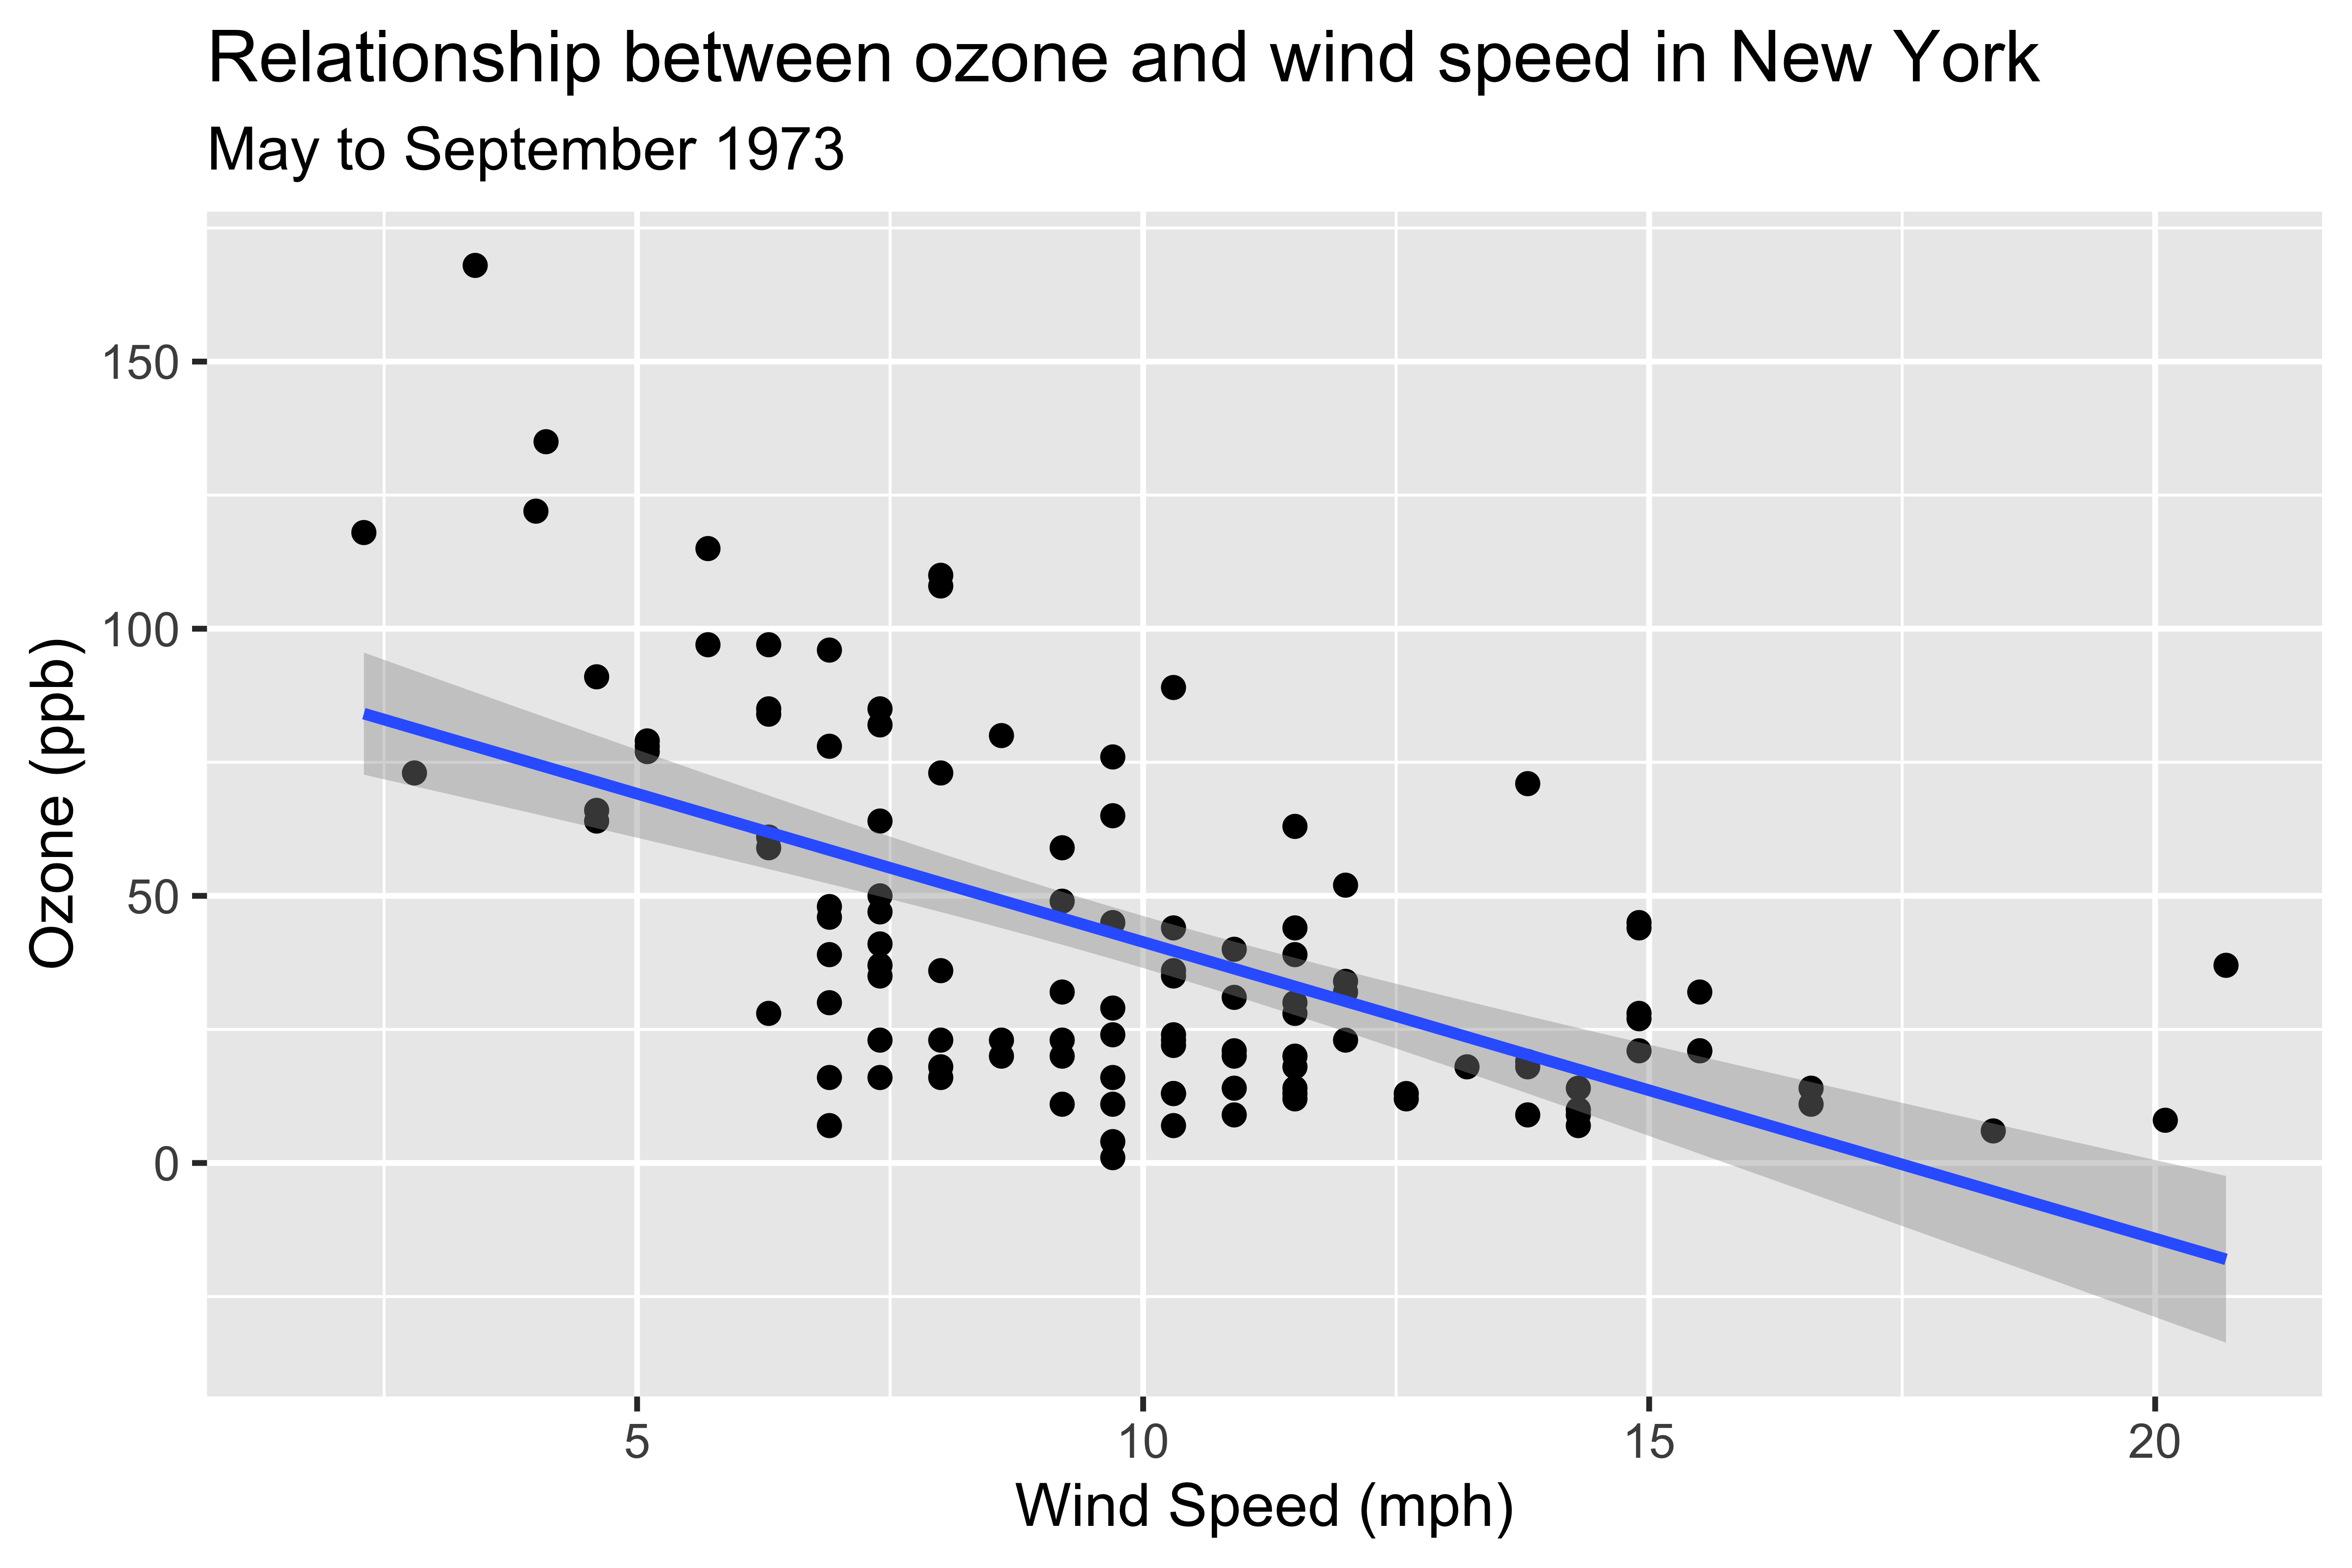 Relationship between ozone and wind speed in New York
May to September 1973
Ozone (ppb)
150
100
50
0
5 10 15 20
Wind Speed (mph)